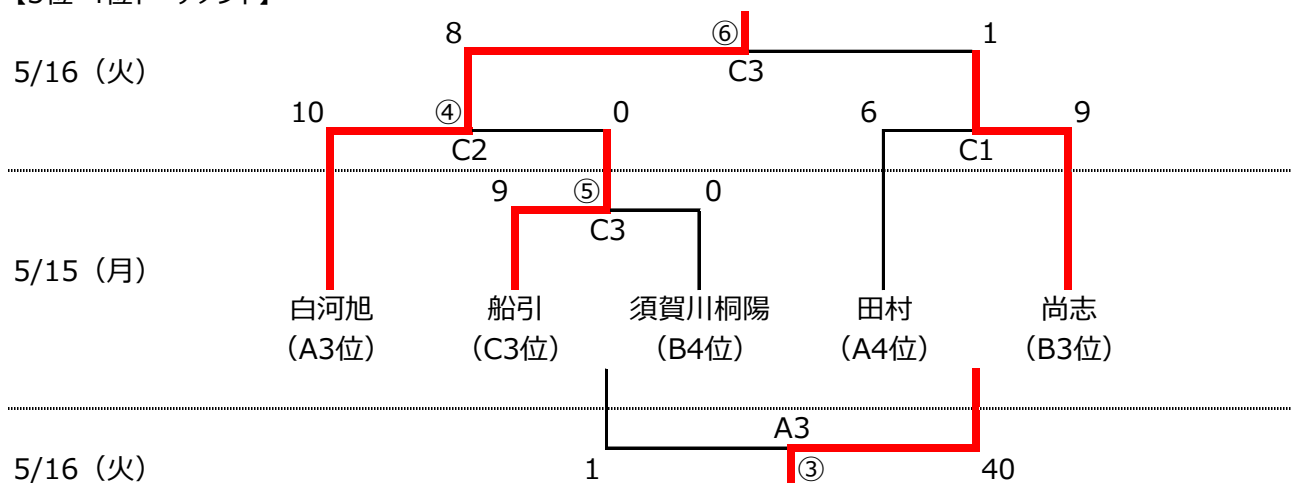 8 ⑥ 1
5/16（火） C3
10 ④ 0 6 9
C2 C1
9 ⑤ 0
C3
5/15（月）
白河旭 船引 須賀川桐陽 田村 尚志
（A3位） （C3位） （B4位） （A4位） （B3位）
A3
5/16（火） 1 ③ 40